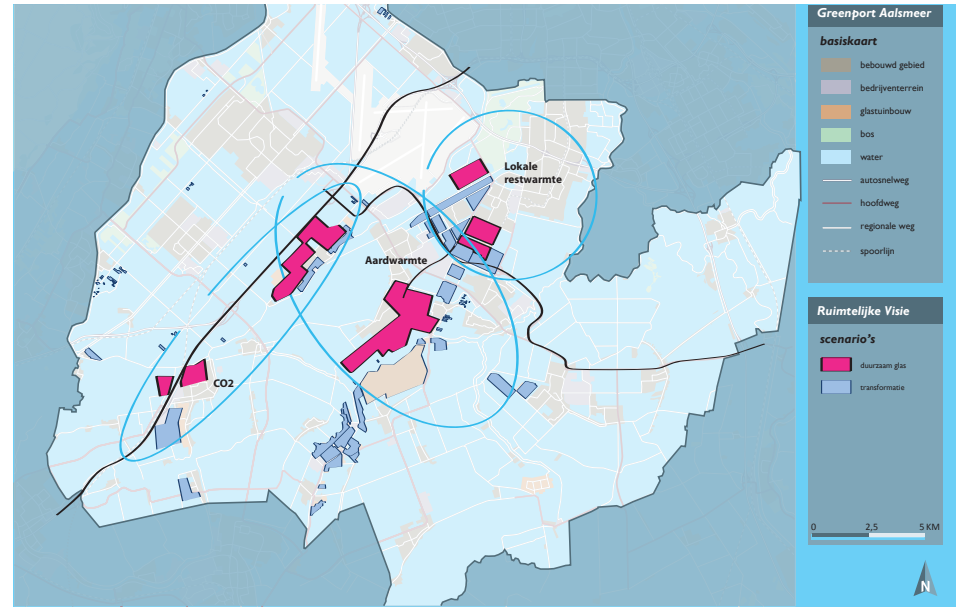 Greenport Aalsmeer
basiskaart
bebouwd gebied
bedrijventerrein
glastuinbouw
bos
water
autosnelweg
hoofdweg
regionale weg
spoorlijn
Ruimtelijke Visie
scenario's
duurzaam glas
transformatie
0 2,5 5 KM
N
Lokale
restwarmte
Aardwarmte
CO2